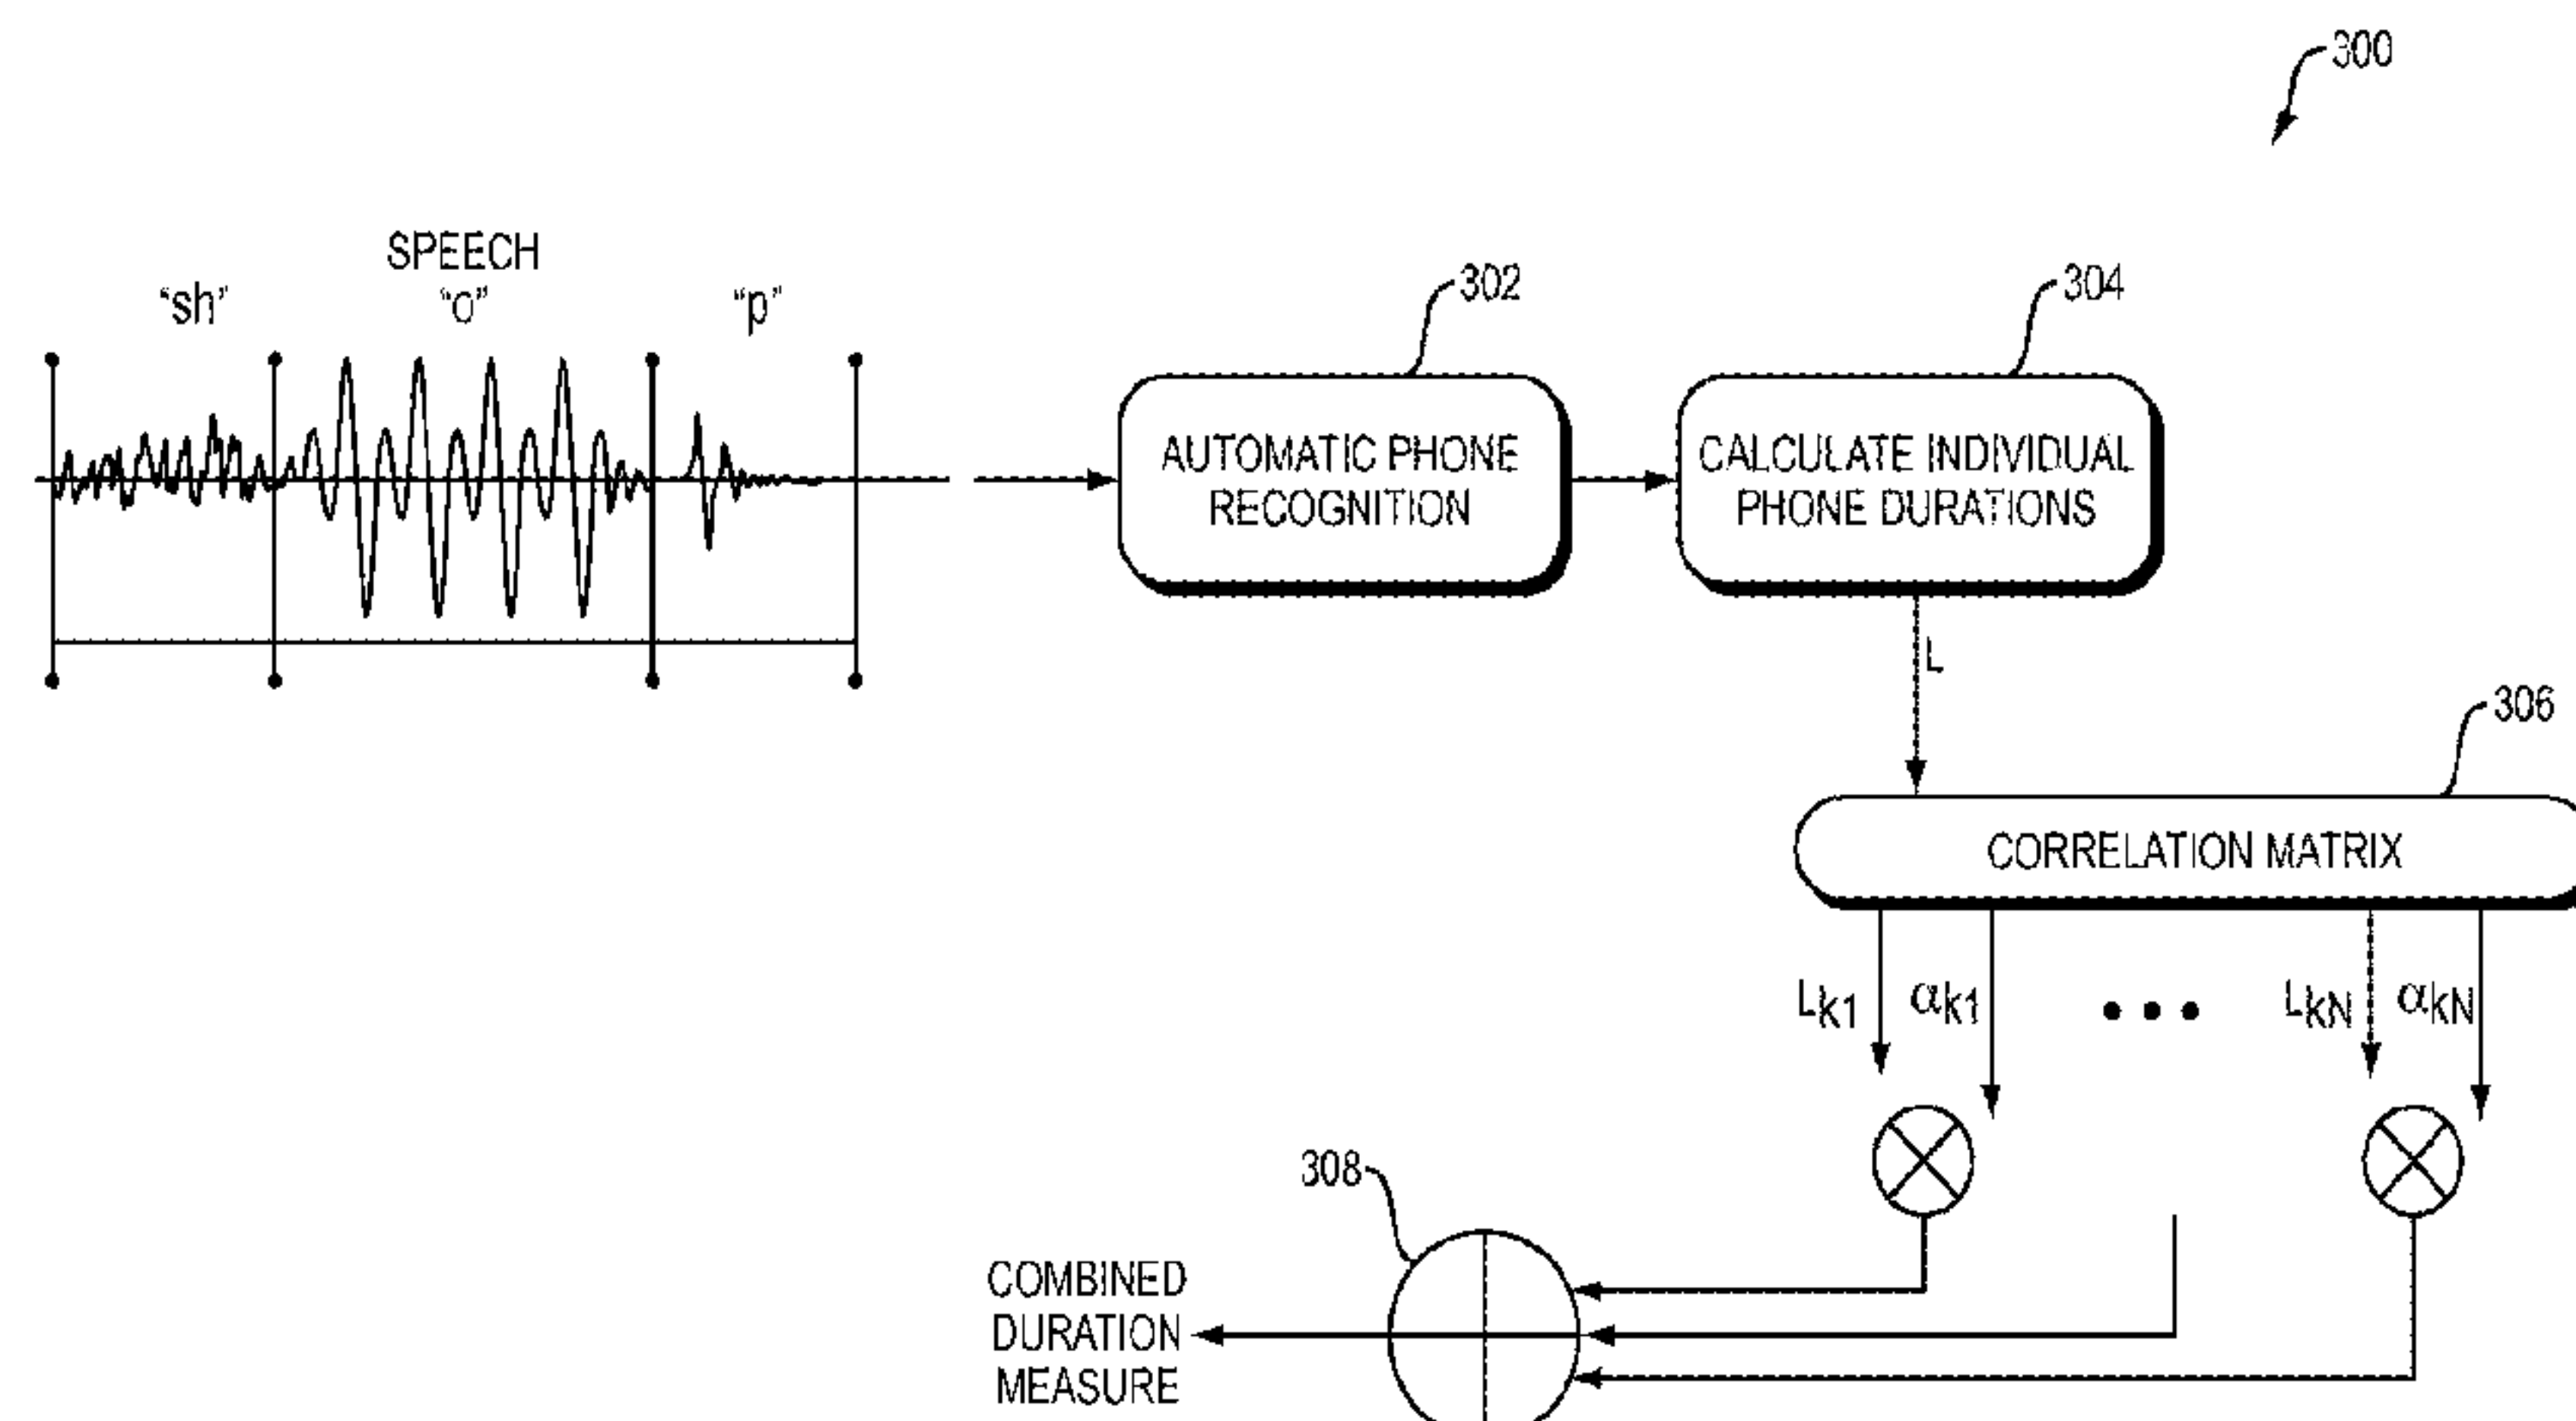 300
SPEECH
"sh" "o" "p"
302
304
AUTOMATIC PHONE
RECOGNITION
CALCULATE INDIVIDUAL
PHONE DURATIONS
L
306
CORRELATION MATRIX
Lk1 αk1 ••• LkN αkN
308
COMBINED
DURATION
MEASURE